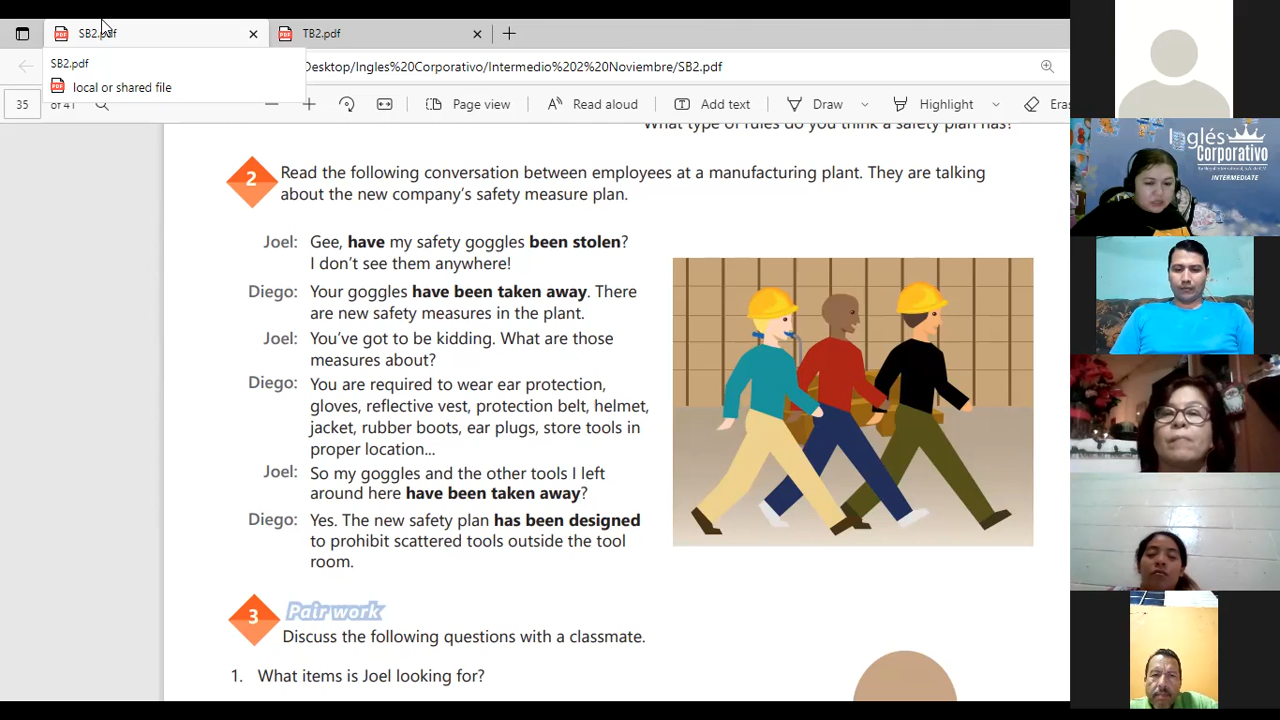 SB2.pdf
TB2.pdf
SB2.pdf
local or shared file
Desktop/Ingles%20Corporativo/Intermedio%202%20Noviembre/SB2.pdf
35
of 41
Page view
Read aloud
Add text
Draw
Highlight
What type of rules do you think a safety plan has?
2
Read the following conversation between employees at a manufacturing plant. They are talking
about the new company's safety measure plan.
Joel: Gee, have my safety goggles been stolen?
I don't see them anywhere!
Diego: Your goggles have been taken away. There
are new safety measures in the plant.
Joel: You've got to be kidding. What are those
measures about?
Diego: You are required to wear ear protection,
gloves, reflective vest, protection belt, helmet,
jacket, rubber boots, ear plugs, store tools in
proper location...
Joel: So my goggles and the other tools I left
around here have been taken away?
Diego: Yes. The new safety plan has been designed
to prohibit scattered tools outside the tool
room.
3
Pair work
Discuss the following questions with a classmate.
1. What items is Joel looking for?
Inglés
Corporativo
INTERMEDIATE